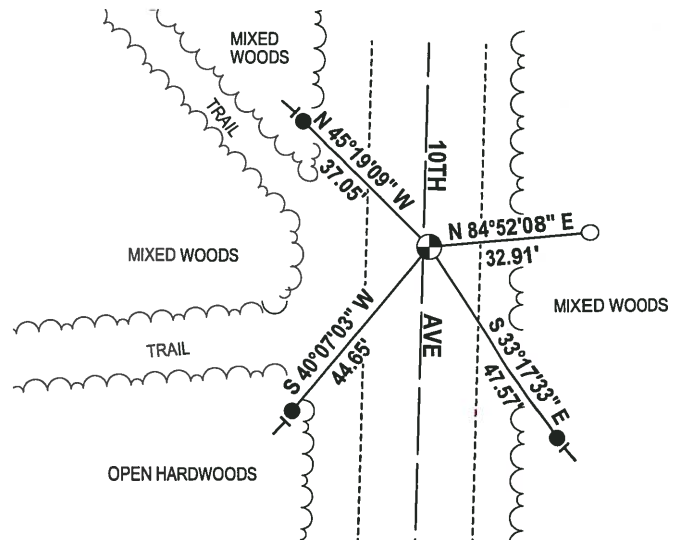 MIXED
WOODS
TRAIL
N 45°19'09" W
37.05'
10TH
N 84°52'08" E
32.91'
MIXED WOODS
MIXED WOODS
S 40°07'03" W
44.65'
AVE
S 33°17'33" E
47.57'
TRAIL
OPEN HARDWOODS